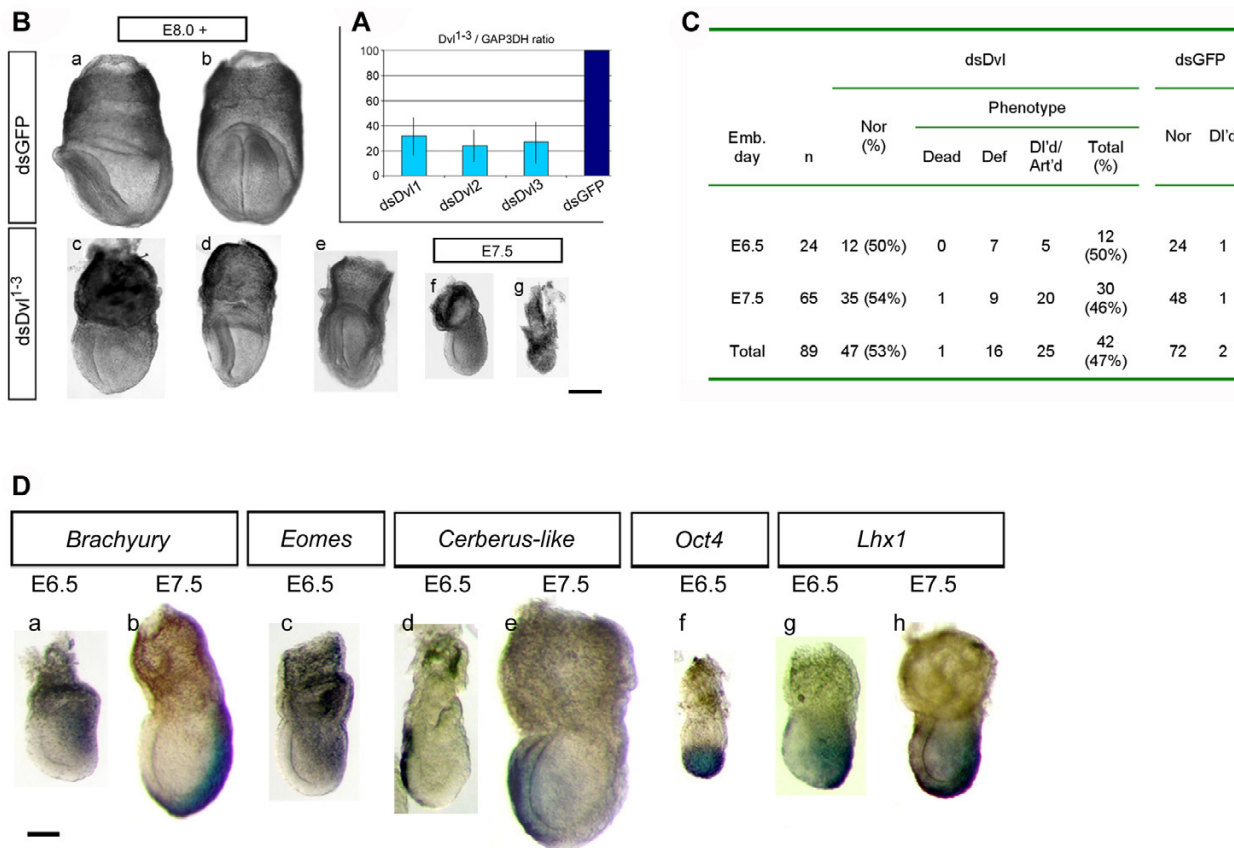 B
E8.0 +
a
b
dsGFP
c
d
e
E7.5
f
g
dsDvl1-3
A
Dvl1-3 / GAP3DH ratio
100
80
60
40
20
0
dsDvl1
dsDvl2
dsDvl3
dsGFP
C
dsDvl dsGFP
Phenotype
Emb. day n Nor (%) Dead Def Dl'd/ Art'd Total (%) Nor Dl'd
E6.5 24 12 (50%) 0 7 5 12 (50%) 24 1
E7.5 65 35 (54%) 1 9 20 30 (46%) 48 1
Total 89 47 (53%) 1 16 25 42 (47%) 72 2
D
Brachyury Eomes Cerberus-like Oct4 Lhx1
E6.5 E7.5 E6.5 E6.5 E7.5 E6.5 E6.5 E7.5
a b c d e f g h